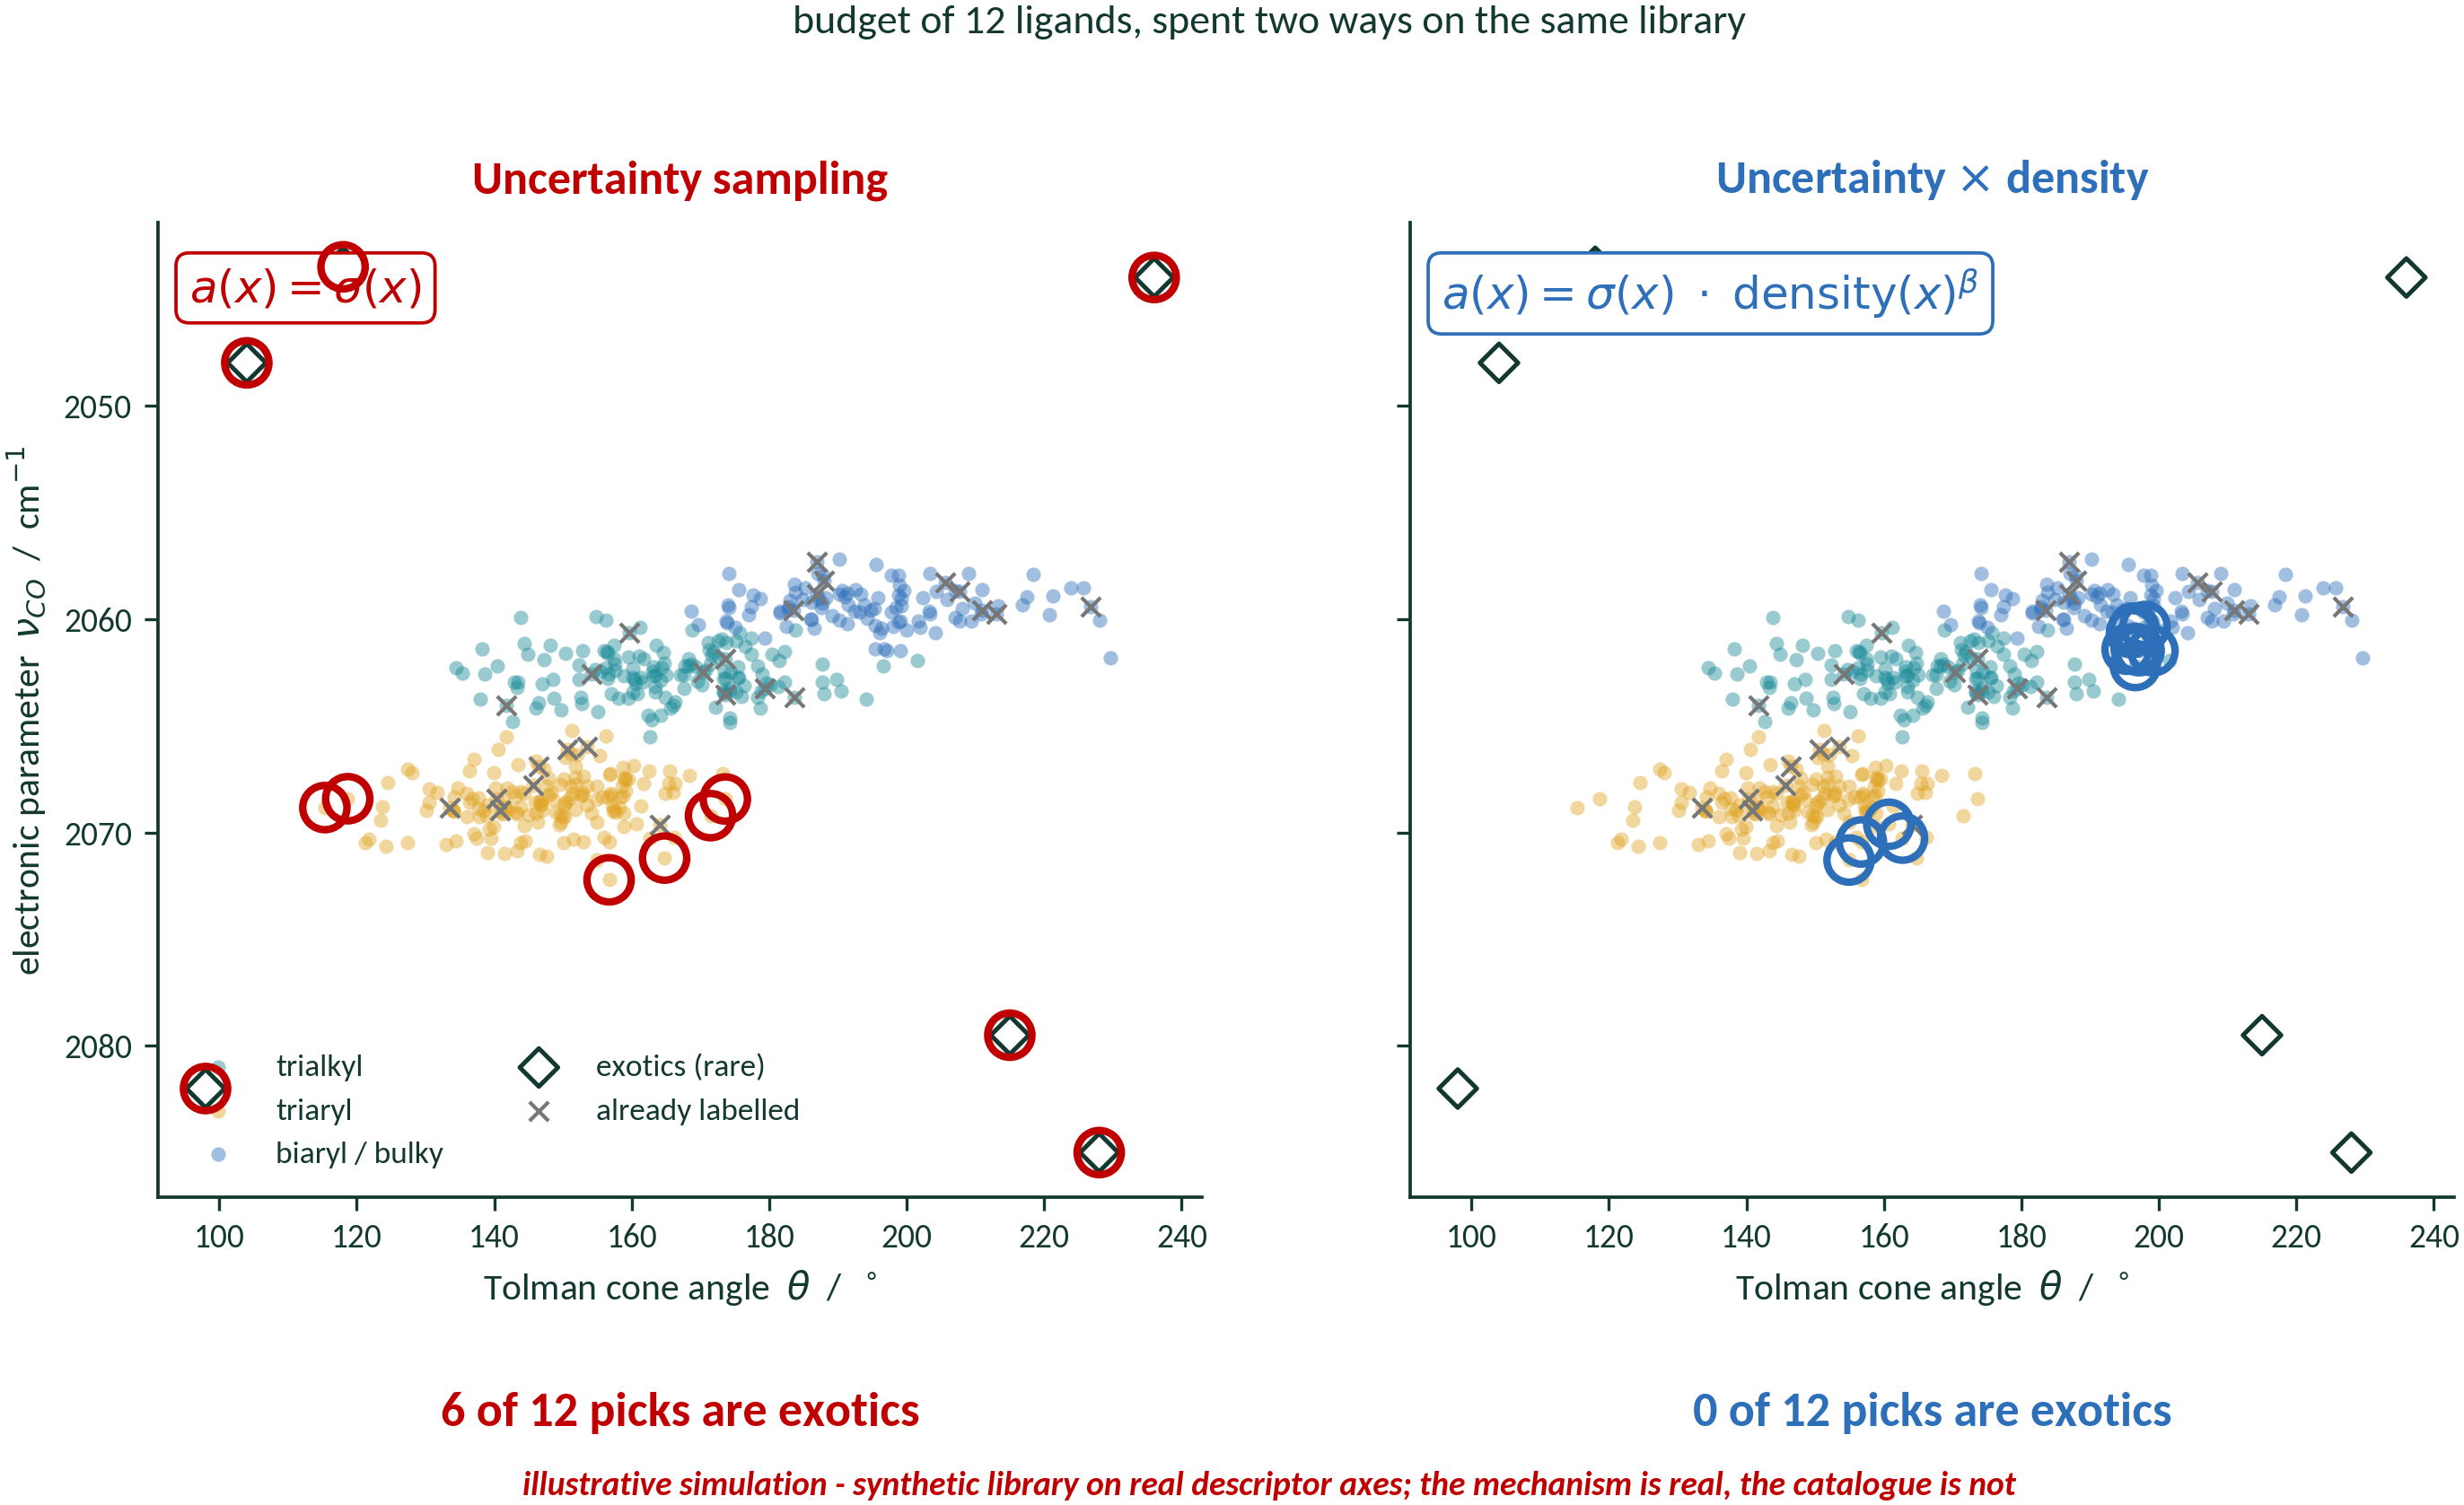 budget of 12 ligands, spent two ways on the same library
Uncertainty sampling
a(x) = σ(x)
electronic parameter ν_CO / cm⁻¹
2050
2060
2070
2080
trialkyl
triaryl
biaryl / bulky
exotics (rare)
already labelled
100 120 140 160 180 200 220 240
Tolman cone angle θ / °
6 of 12 picks are exotics
Uncertainty × density
a(x) = σ(x) · density(x)^β
100 120 140 160 180 200 220 240
Tolman cone angle θ / °
0 of 12 picks are exotics
illustrative simulation - synthetic library on real descriptor axes; the mechanism is real, the catalogue is not